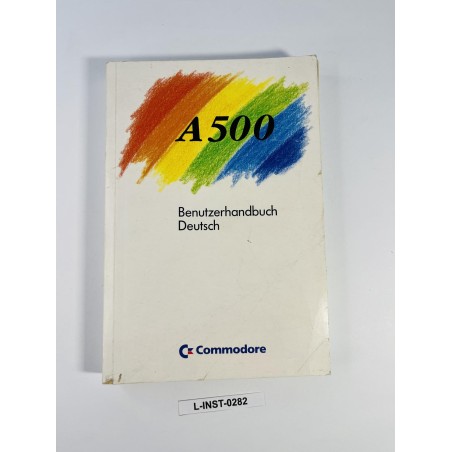 A500
Benutzerhandbuch
Deutsch
Commodore
L-INST-0282